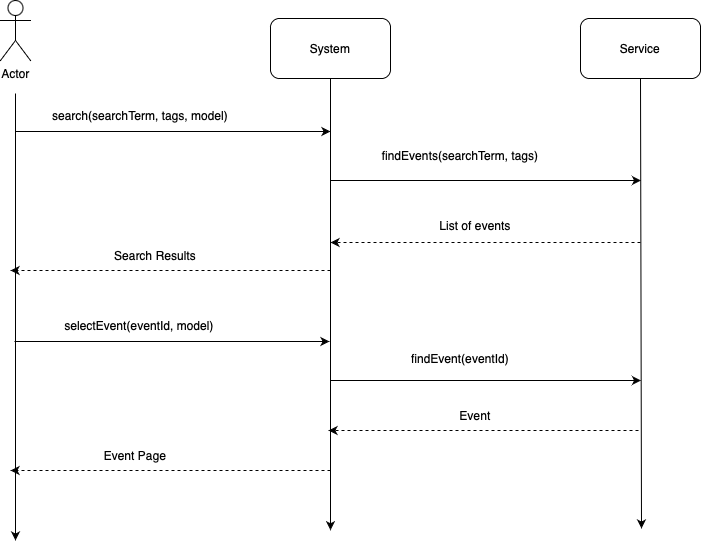 System
Service
Actor
search(searchTerm, tags, model)
findEvents(searchTerm, tags)
List of events
Search Results
selectEvent(eventId, model)
findEvent(eventId)
Event
Event Page